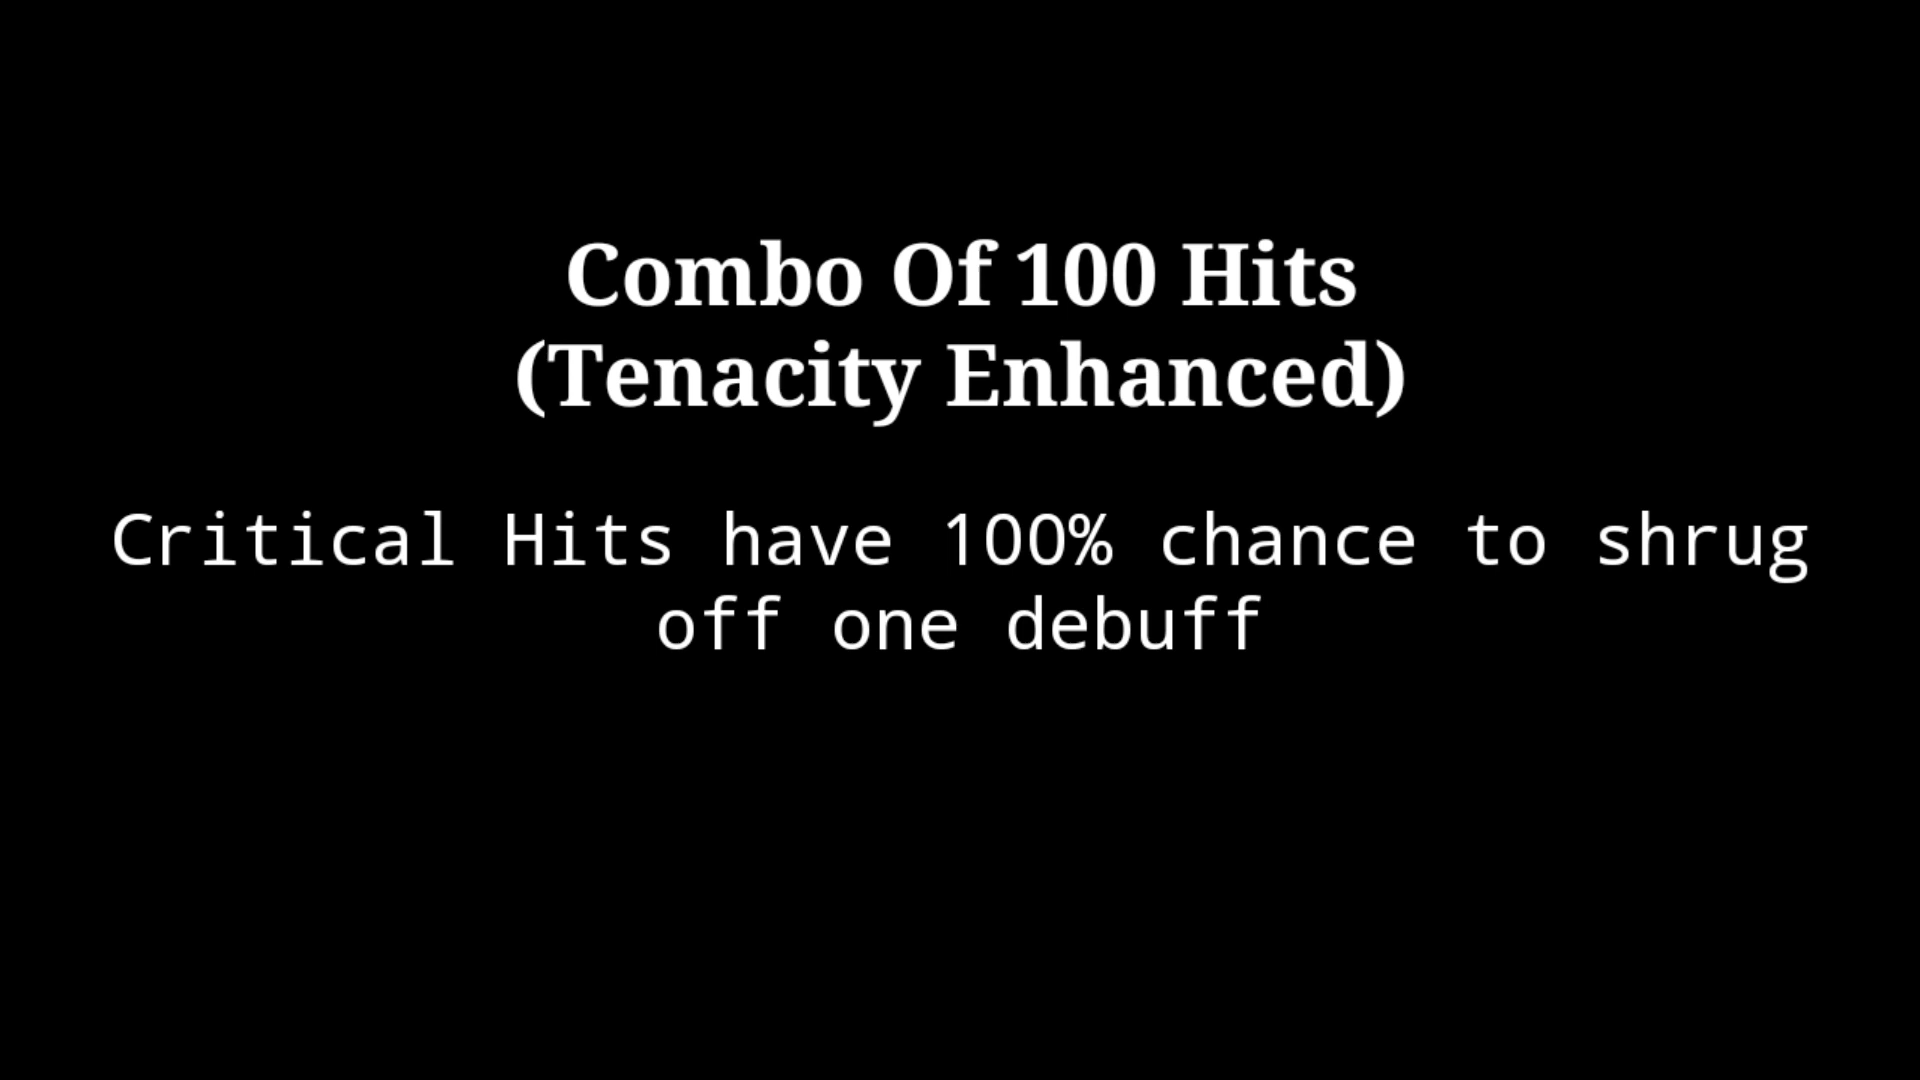 Combo Of 100 Hits
(Tenacity Enhanced)
Critical Hits have 100% chance to shrug
off one debuff